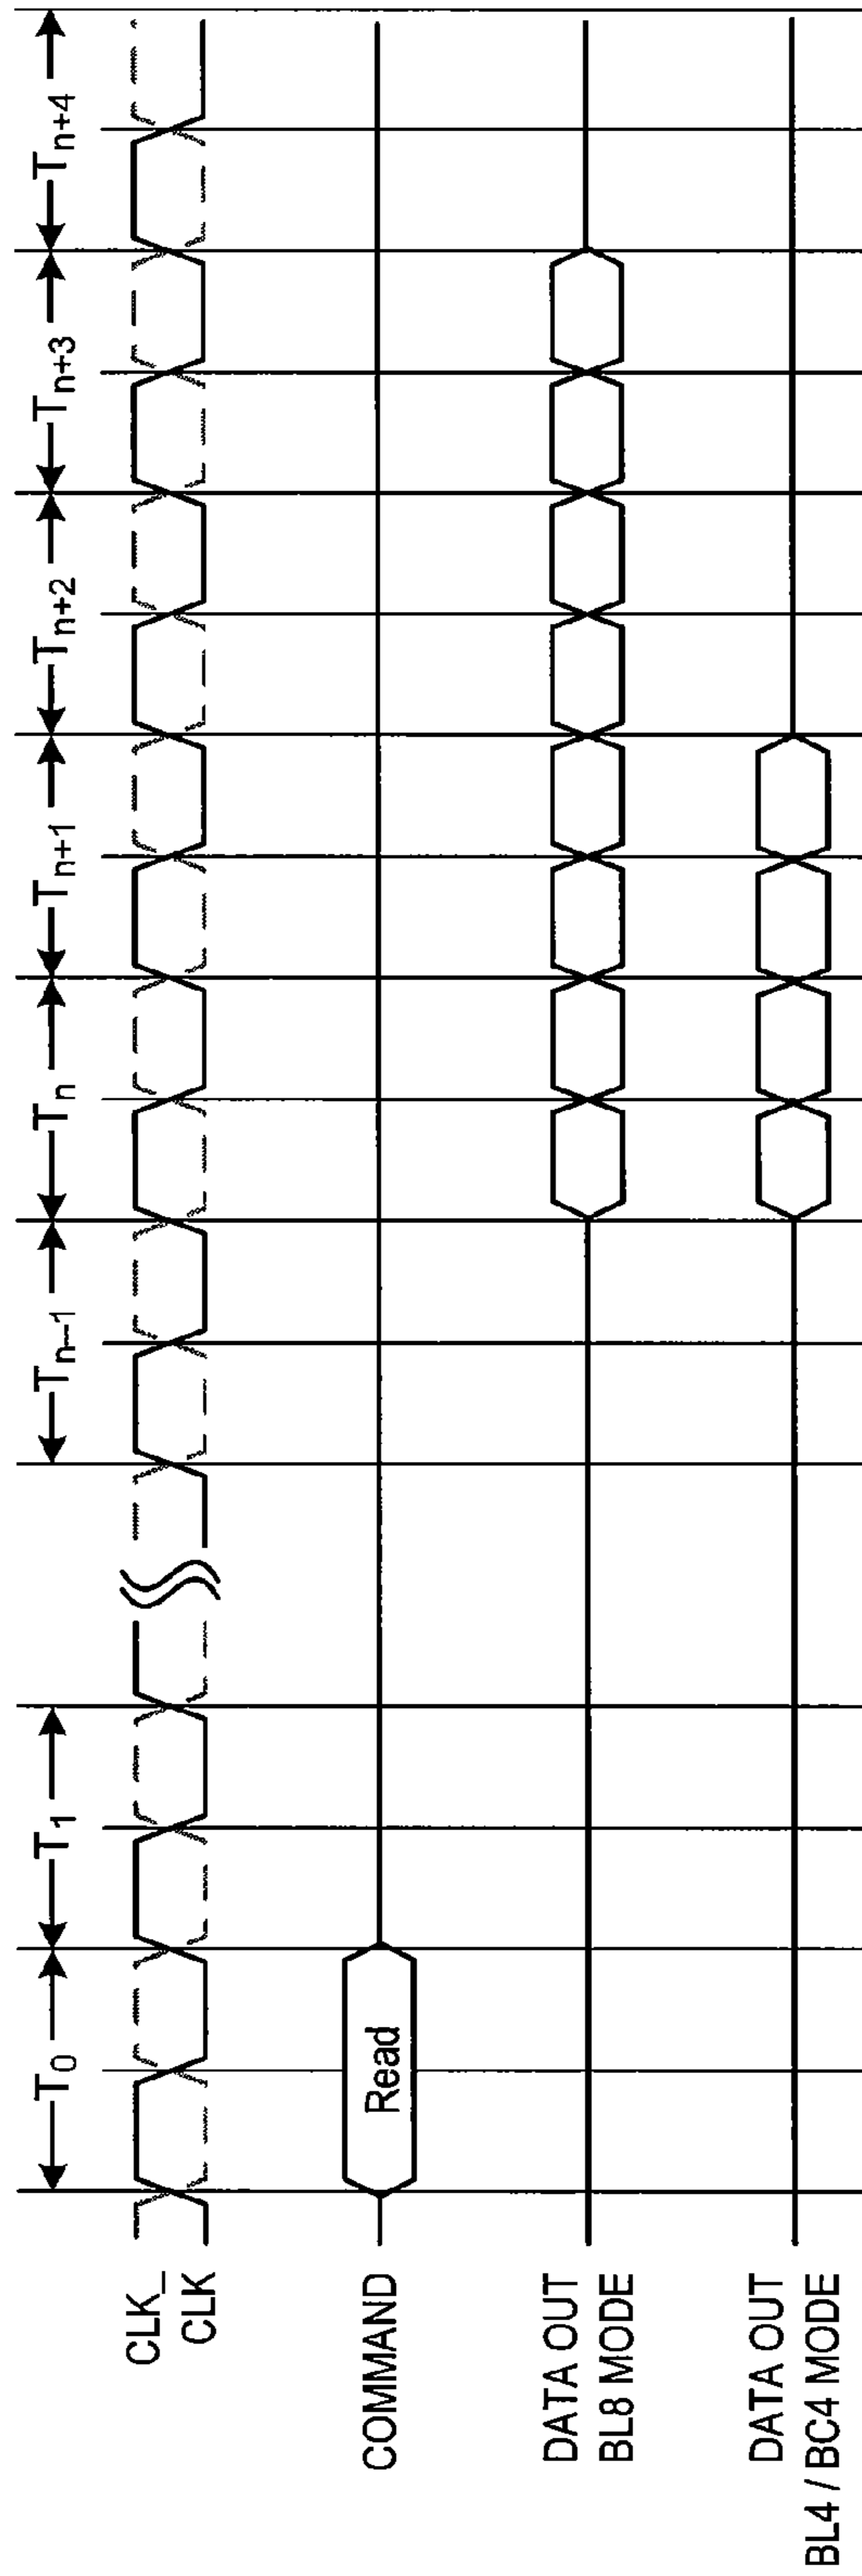 T0 T1 Tn–1 Tn Tn+1 Tn+2 Tn+3 Tn+4
CLK_
CLK
COMMAND
Read
DATA OUT
BL8 MODE
DATA OUT
BL4 / BC4 MODE